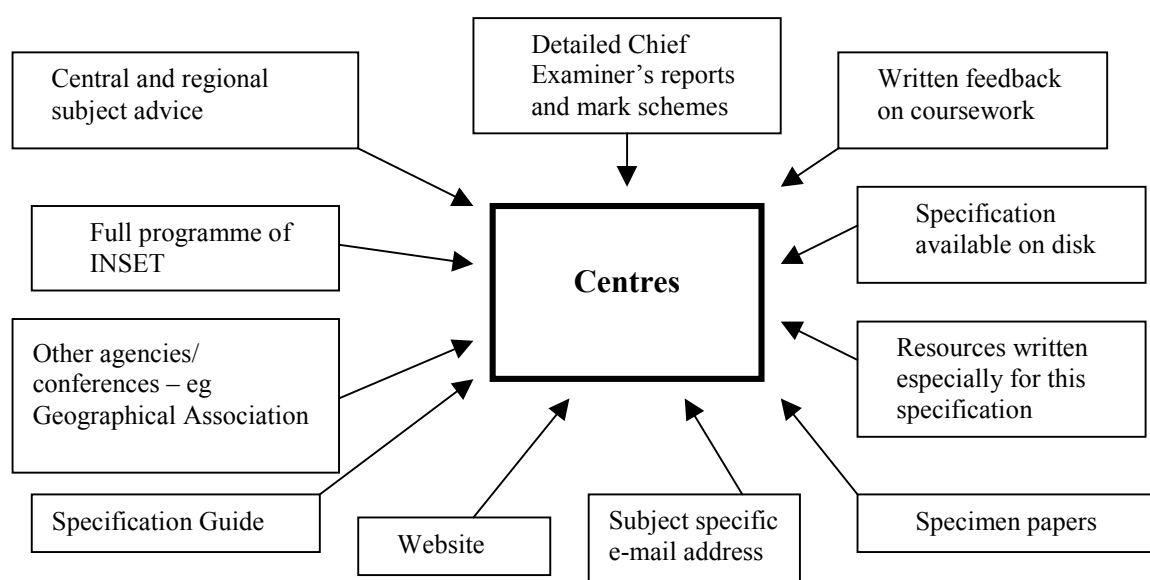 Detailed Chief
Examiner’s reports
and mark schemes
Central and regional
subject advice
Written feedback
on coursework
Full programme of
INSET
Centres
Specification
available on disk
Other agencies/
conferences – eg
Geographical Association
Resources written
especially for this
specification
Specification Guide
Website
Subject specific
e-mail address
Specimen papers